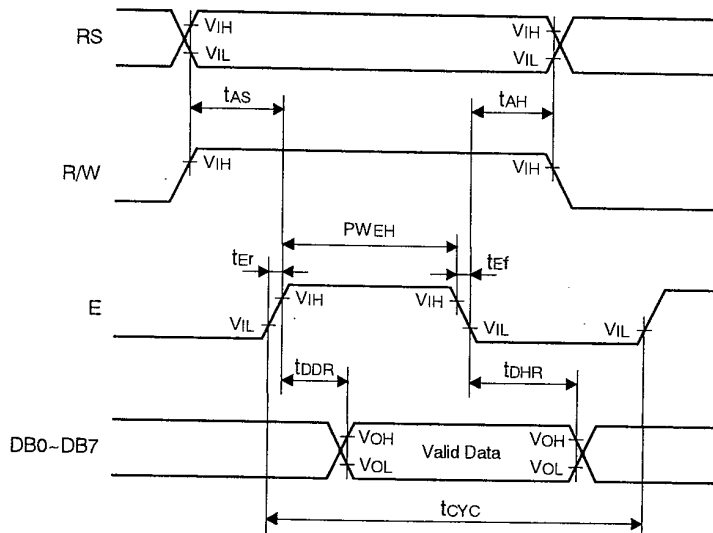 RS
VIH
VIL
VIH
VIL
tAS
tAH
R/W
VIH
VIH
PWEH
tEr
tEf
E
VIH
VIH
VIL
VIL
VIL
tDDR
tDHR
DB0~DB7
VOH
VOL
Valid Data
VOH
VOL
tCYC